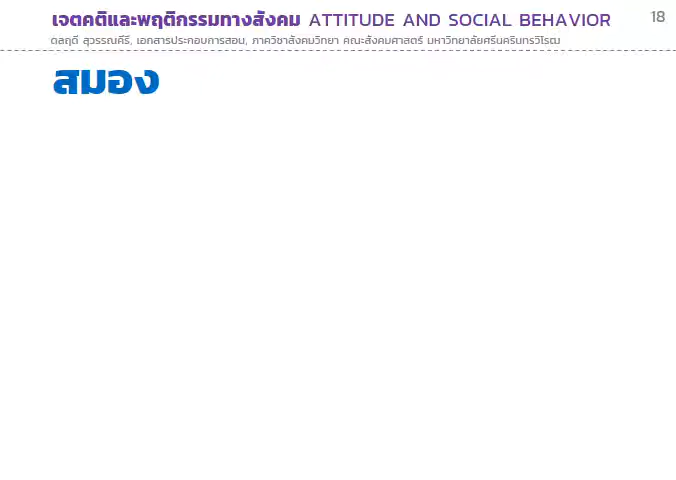 เจตคติและพฤติกรรมทางสังคม ATTITUDE AND SOCIAL BEHAVIOR 18
ดลฤดี สุวรรณคีรี, เอกสารประกอบการสอน, ภาควิชาสังคมวิทยา คณะสังคมศาสตร์ มหาวิทยาลัยศรีนครินทรวิโรฒ
สมอง